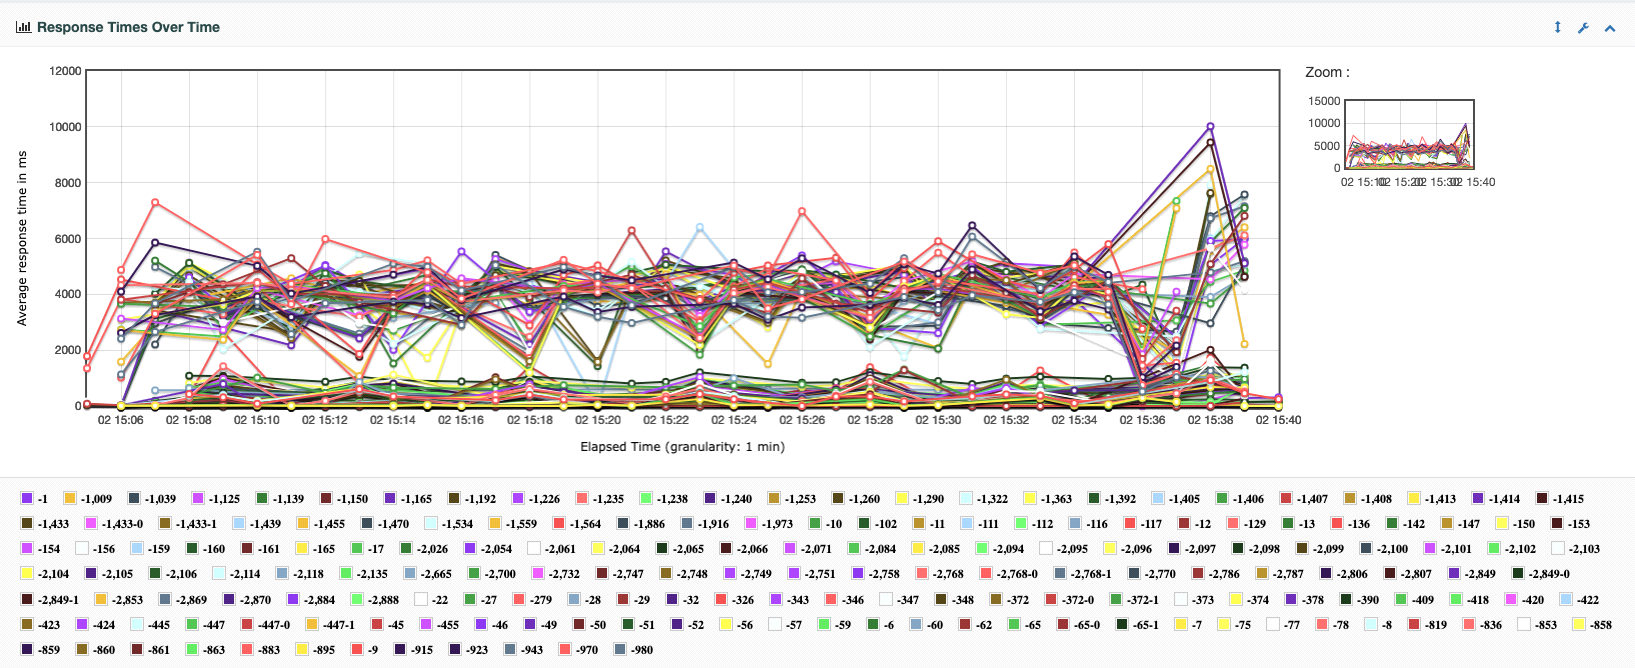 Response Times Over Time
Zoom :
12000
10000
8000
6000
4000
2000
0
Average response time in ms
02 15:06 02 15:08 02 15:10 02 15:12 02 15:14 02 15:16 02 15:18 02 15:20 02 15:22 02 15:24 02 15:26 02 15:28 02 15:30 02 15:32 02 15:34 02 15:36 02 15:38 02 15:40
Elapsed Time (granularity: 1 min)
15000
10000
5000
0
02 15:10 02 15:20 02 15:30 02 15:40
-1 -1,009 -1,039 -1,125 -1,139 -1,150 -1,165 -1,192 -1,226 -1,235 -1,238 -1,240 -1,253 -1,260 -1,290 -1,322 -1,363 -1,392 -1,405 -1,406 -1,407 -1,408 -1,413 -1,414 -1,415
-1,433 -1,433-0 -1,433-1 -1,439 -1,455 -1,470 -1,534 -1,559 -1,564 -1,886 -1,916 -1,973 -10 -102 -11 -111 -112 -116 -117 -12 -129 -13 -136 -142 -147 -150 -153
-154 -156 -159 -160 -161 -165 -17 -2,026 -2,054 -2,061 -2,064 -2,065 -2,066 -2,071 -2,084 -2,085 -2,094 -2,095 -2,096 -2,097 -2,098 -2,099 -2,100 -2,101 -2,102 -2,103
-2,104 -2,105 -2,106 -2,114 -2,118 -2,135 -2,665 -2,700 -2,732 -2,747 -2,748 -2,749 -2,751 -2,758 -2,768 -2,768-0 -2,768-1 -2,770 -2,786 -2,787 -2,806 -2,807 -2,849 -2,849-0
-2,849-1 -2,853 -2,869 -2,870 -2,884 -2,888 -22 -27 -279 -28 -29 -32 -326 -343 -346 -347 -348 -372 -372-0 -372-1 -373 -374 -378 -390 -409 -418 -420 -422
-423 -424 -445 -447 -447-0 -447-1 -45 -455 -46 -49 -50 -51 -52 -56 -57 -59 -6 -60 -62 -65 -65-0 -65-1 -7 -75 -77 -78 -8 -819 -836 -853 -858
-859 -860 -861 -863 -883 -895 -9 -915 -923 -943 -970 -980